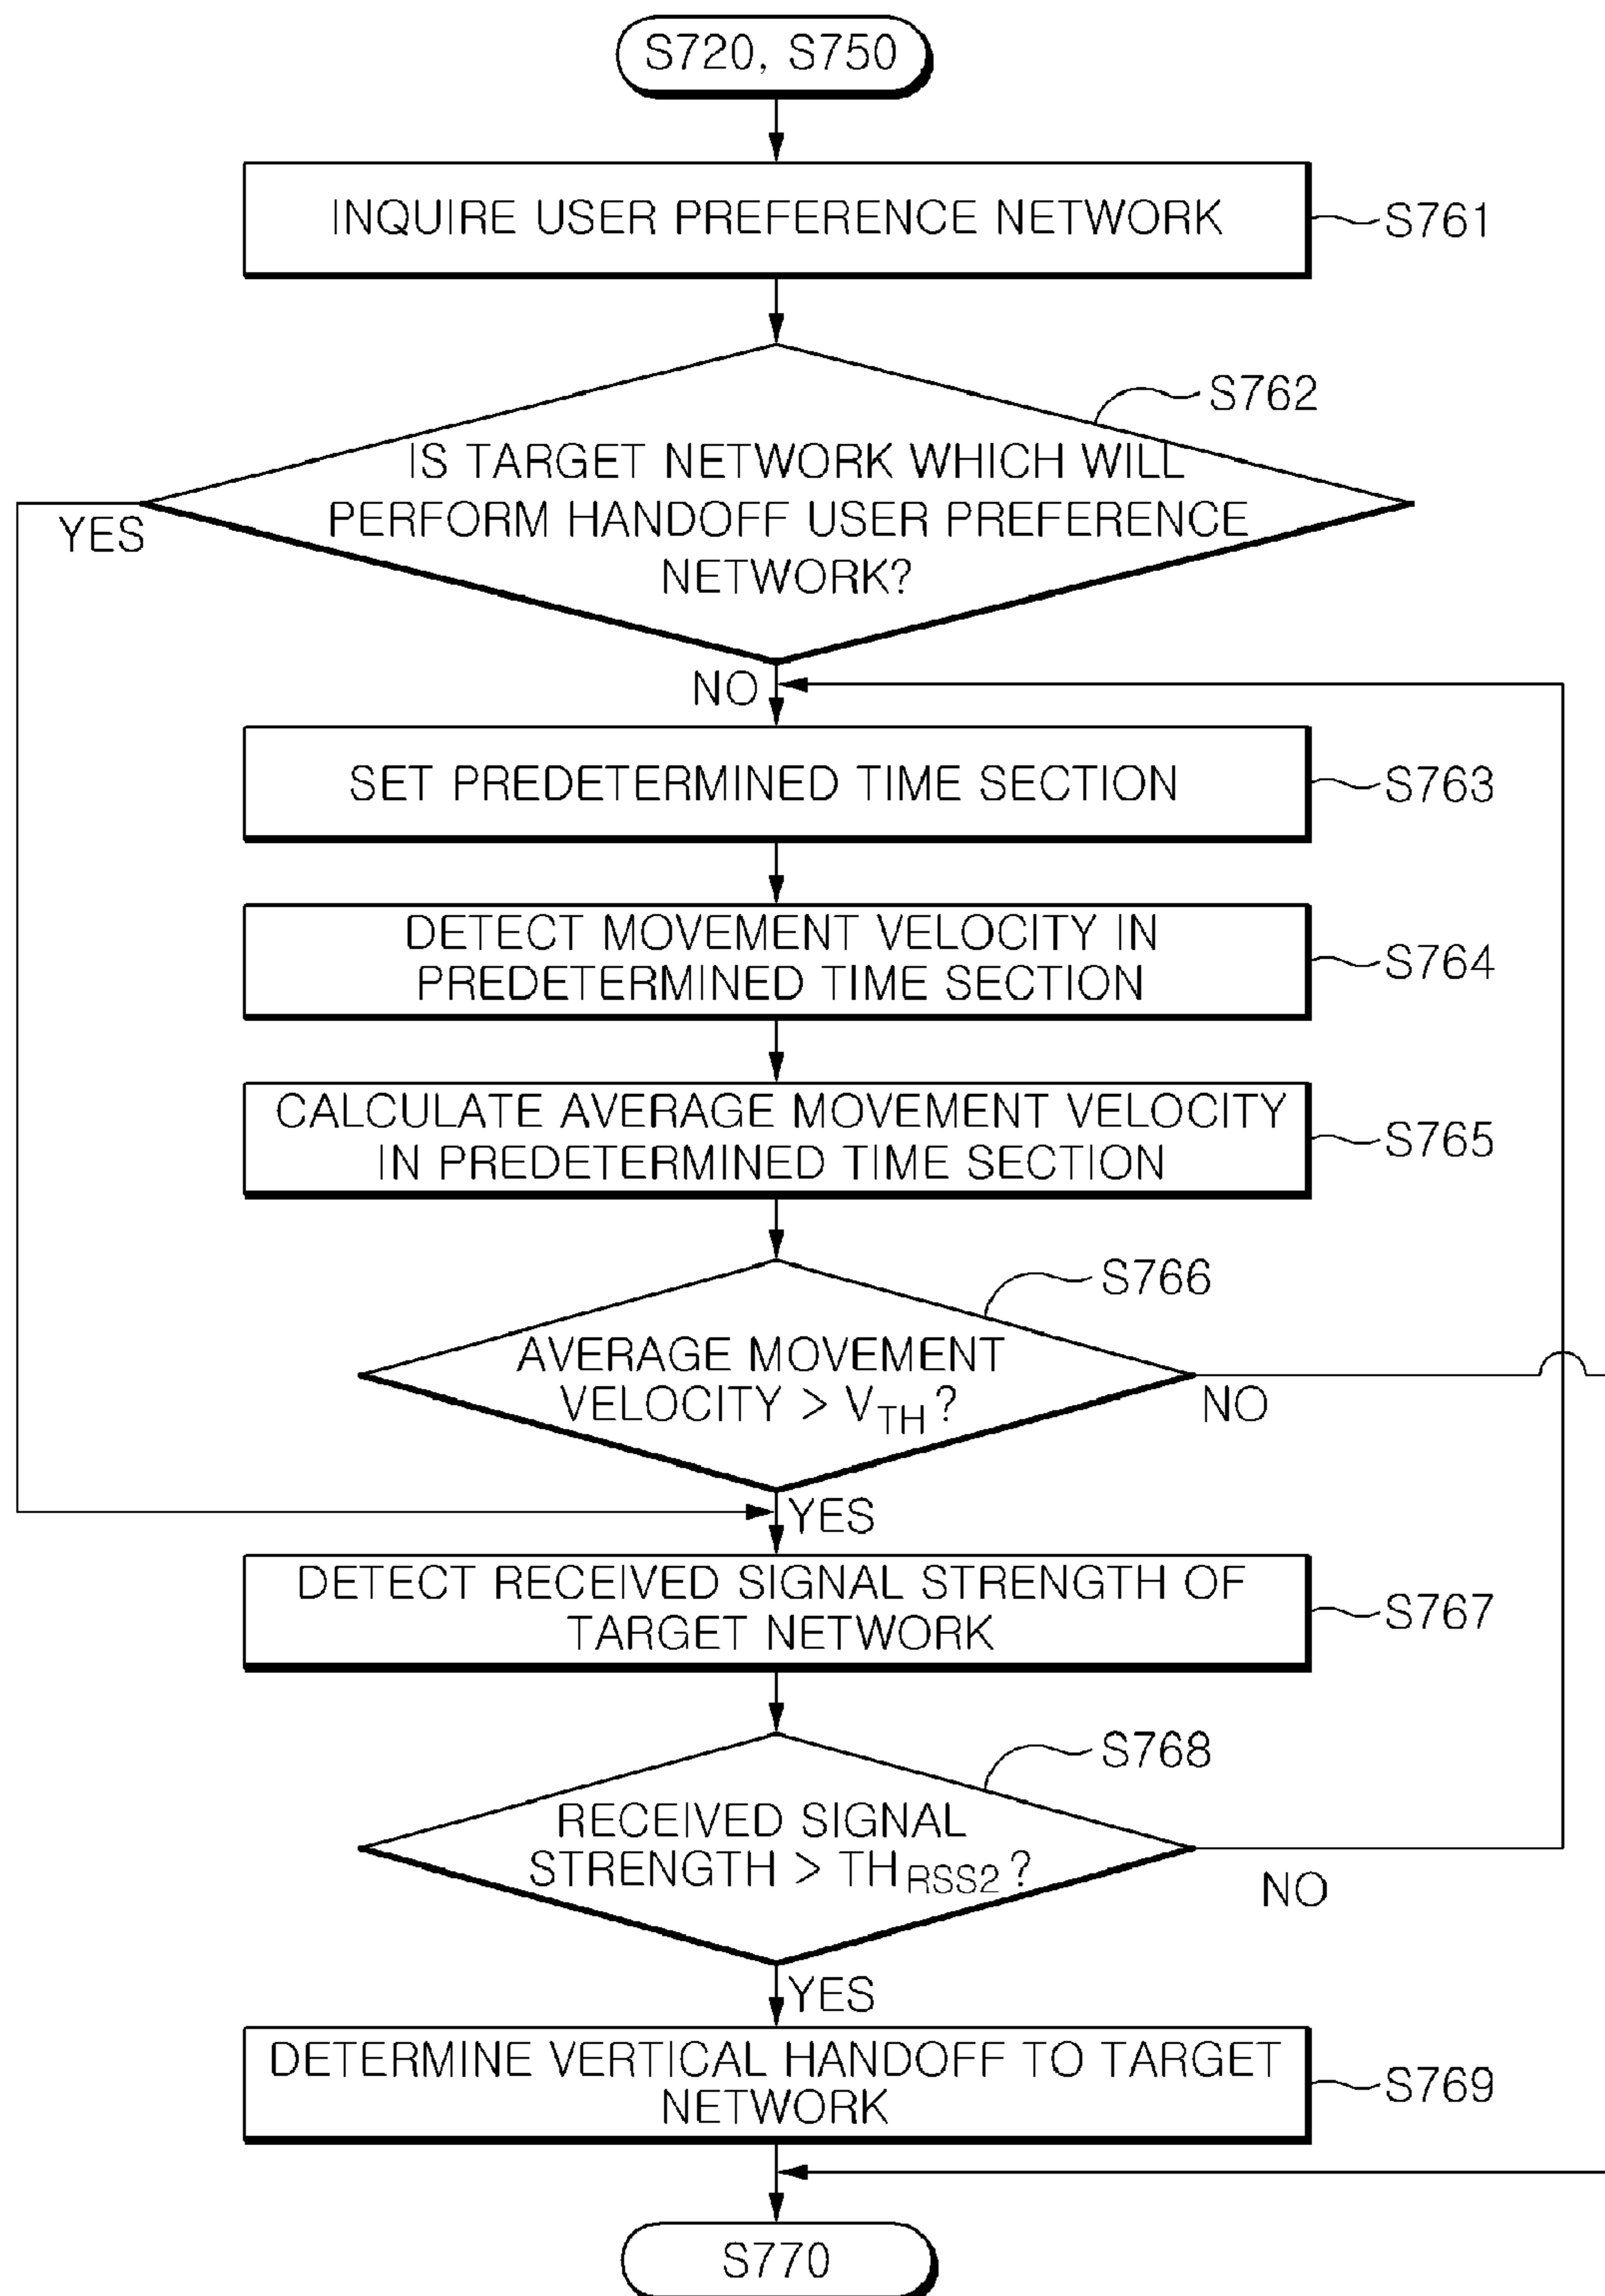 S720, S750
INQUIRE USER PREFERENCE NETWORK
S761
S762
IS TARGET NETWORK WHICH WILL
PERFORM HANDOFF USER PREFERENCE
NETWORK?
YES
NO
SET PREDETERMINED TIME SECTION
S763
DETECT MOVEMENT VELOCITY IN
PREDETERMINED TIME SECTION
S764
CALCULATE AVERAGE MOVEMENT VELOCITY
IN PREDETERMINED TIME SECTION
S765
S766
AVERAGE MOVEMENT
VELOCITY > VTH ?
NO
YES
DETECT RECEIVED SIGNAL STRENGTH OF
TARGET NETWORK
S767
S768
RECEIVED SIGNAL
STRENGTH > THRSS2 ?
NO
YES
DETERMINE VERTICAL HANDOFF TO TARGET
NETWORK
S769
S770